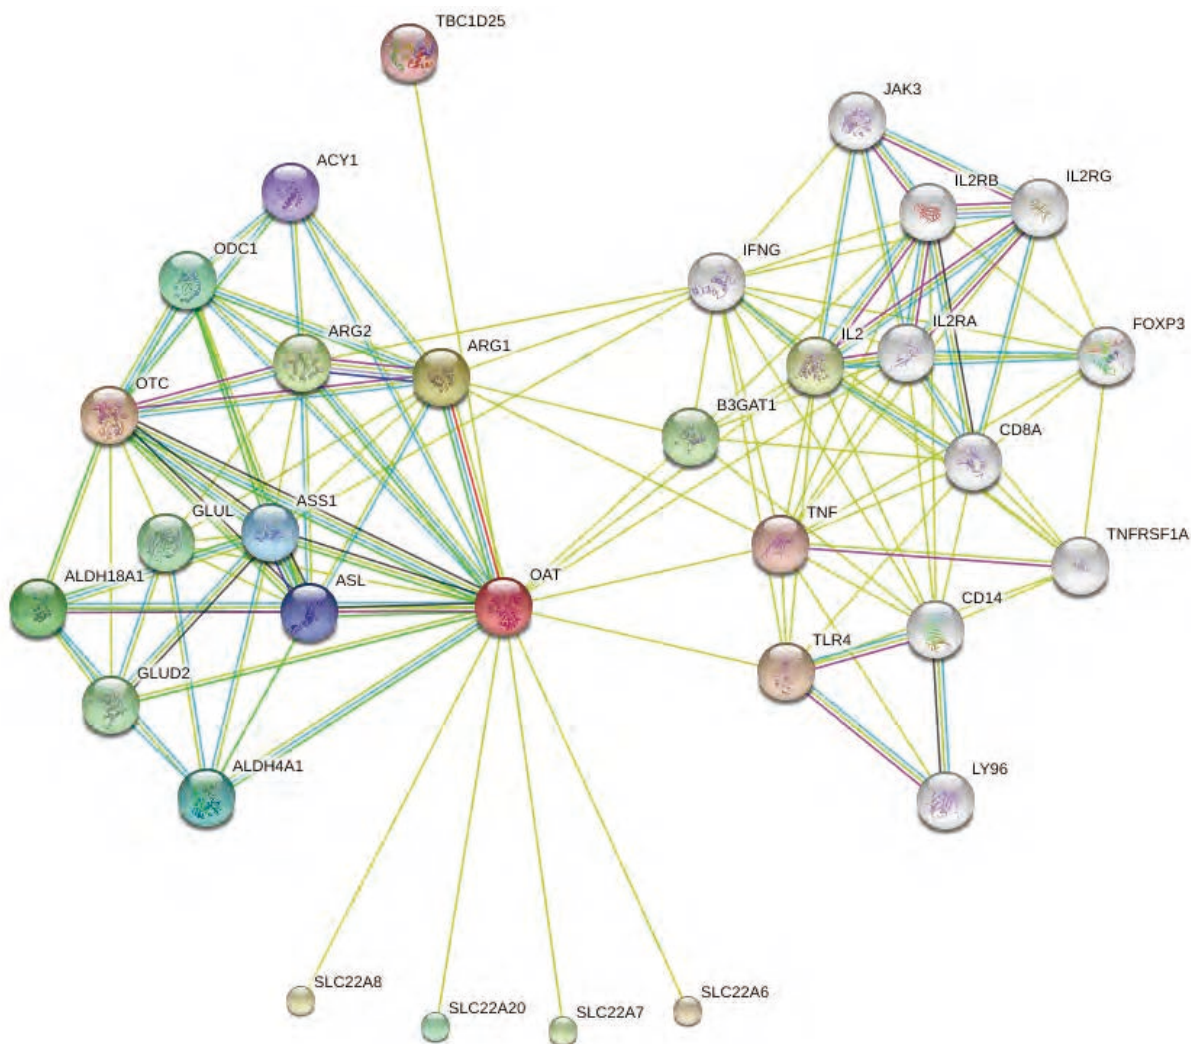 TBC1D25
JAK3
ACY1
IL2RB
IL2RG
ODC1
IFNG
ARG2
ARG1
IL2
IL2RA
FOXP3
OTC
B3GAT1
CD8A
GLUL
ASS1
TNF
TNFRSF1A
ALDH18A1
ASL
OAT
CD14
TLR4
GLUD2
ALDH4A1
LY96
SLC22A8
SLC22A20
SLC22A7
SLC22A6